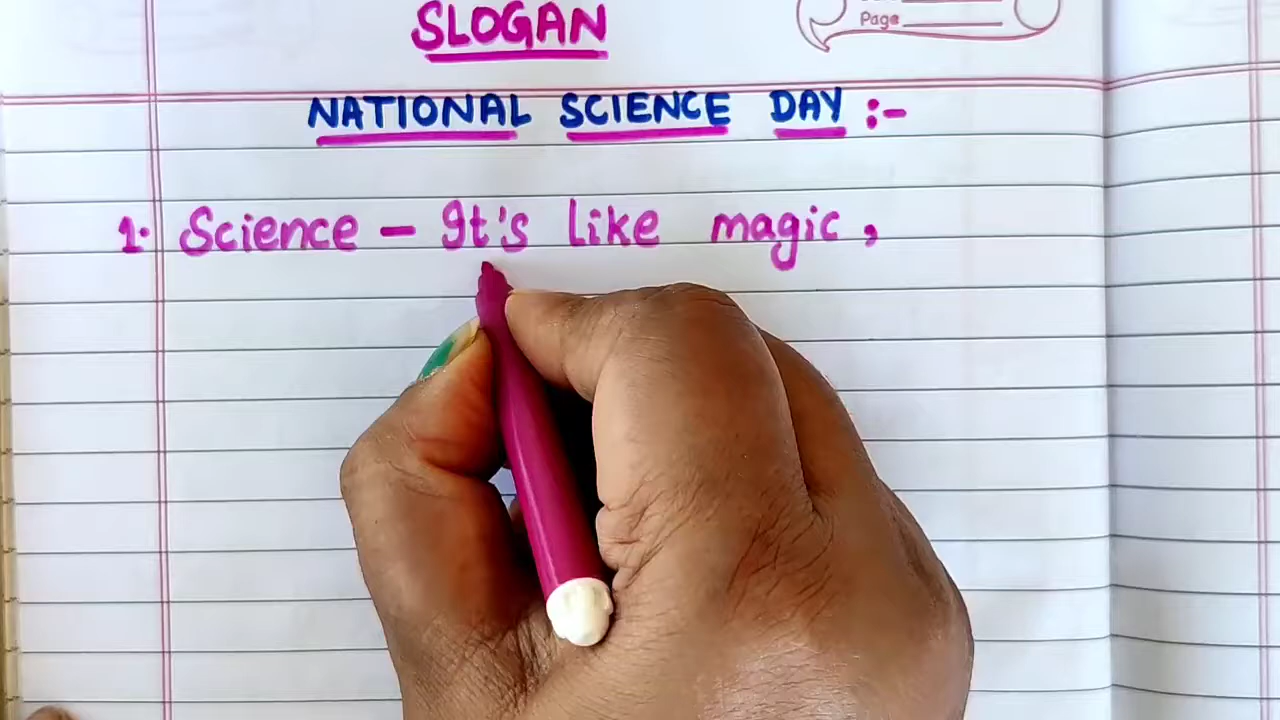 SLOGAN
Page
NATIONAL SCIENCE DAY :-
1. Science - It's like magic,